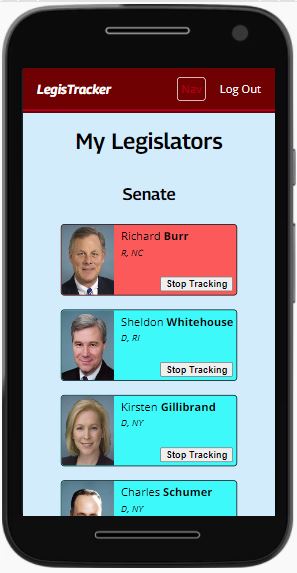 LegisTracker
Nav
Log Out
My Legislators
Senate
Richard Burr
R, NC
Stop Tracking
Sheldon Whitehouse
D, RI
Stop Tracking
Kirsten Gillibrand
D, NY
Stop Tracking
Charles Schumer
D, NY